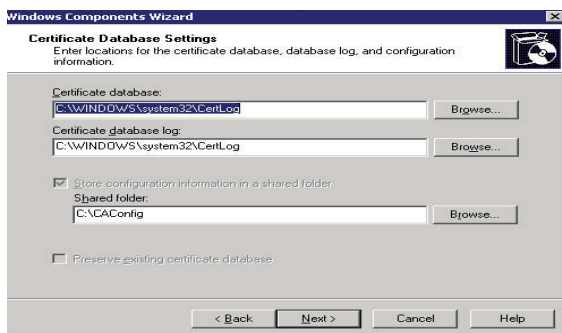 Windows Components Wizard
Certificate Database Settings
Enter locations for the certificate database, database log, and configuration
information.
Certificate database:
C:\WINDOWS\system32\CertLog
Browse...
Certificate database log:
C:\WINDOWS\system32\CertLog
Browse...
Store configuration information in a shared folder
Shared folder:
C:\CAConfig
Browse...
Preserve existing certificate database
< Back
Next >
Cancel
Help